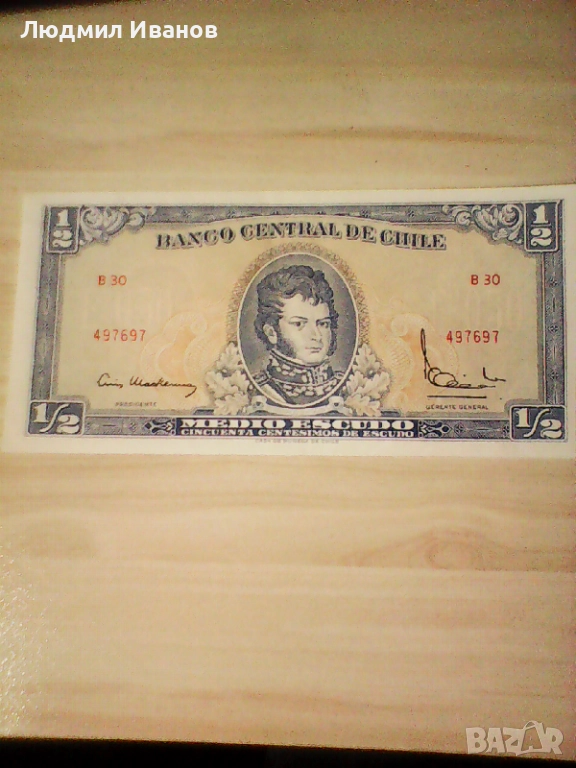 Людмил Иванов
1/2
1/2
BANCO CENTRAL DE CHILE
B 30
B 30
497697
497697
PRESIDENTE
GERENTE GENERAL
1/2
MEDIO ESCUDO
1/2
CINCUENTA CENTESIMOS DE ESCUDO
BAZAR